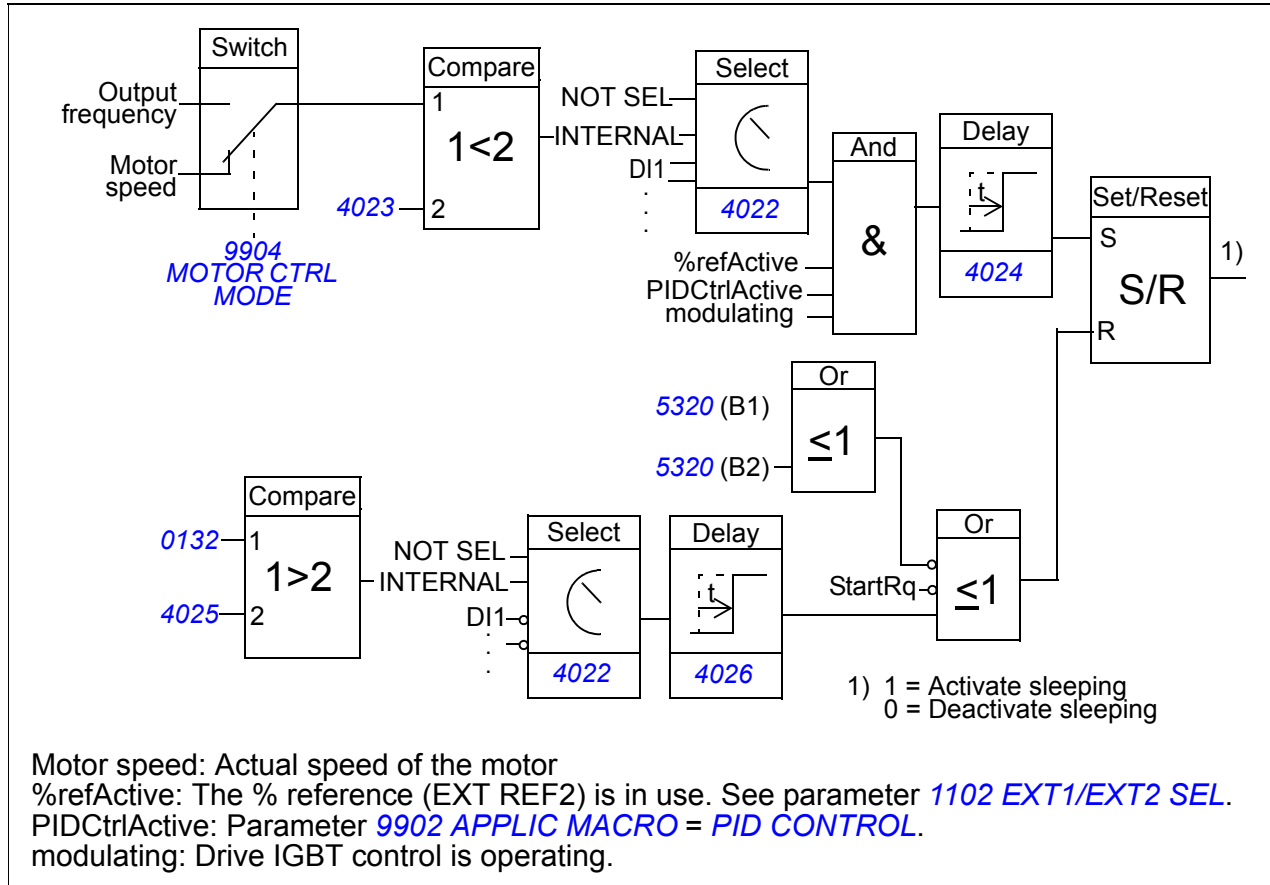 Switch
Output
frequency
Motor
speed
9904
MOTOR CTRL
MODE
Compare
1
1<2
4023
2
NOT SEL
INTERNAL
DI1
.
.
.
Select
4022
%refActive
PIDCtrlActive
modulating
And
&
Delay
t
4024
Set/Reset
S
S/R
R
1)
5320 (B1)
5320 (B2)
Or
≤1
Compare
0132
1
1>2
4025
2
NOT SEL
INTERNAL
DI1
.
.
.
Select
4022
Delay
t
4026
StartRq
Or
≤1
1) 1 = Activate sleeping
0 = Deactivate sleeping
Motor speed: Actual speed of the motor
%refActive: The % reference (EXT REF2) is in use. See parameter 1102 EXT1/EXT2 SEL.
PIDCtrlActive: Parameter 9902 APPLIC MACRO = PID CONTROL.
modulating: Drive IGBT control is operating.